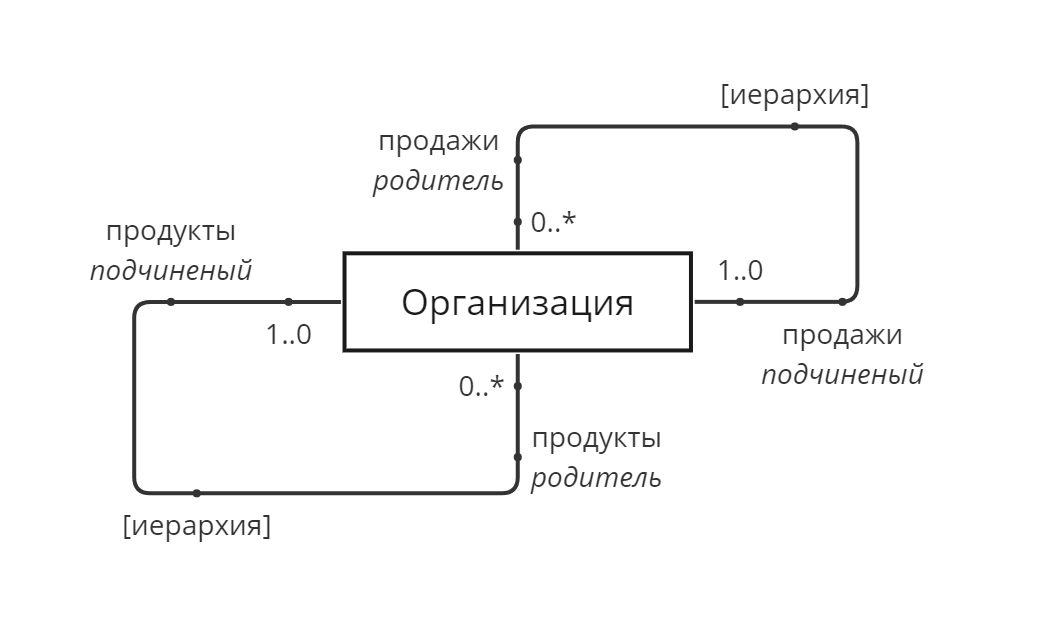 [иерархия]
продажи
родитель
0..*
продукты
подчиненый
1..0
Организация
1..0
продажи
подчиненый
0..*
продукты
родитель
[иерархия]